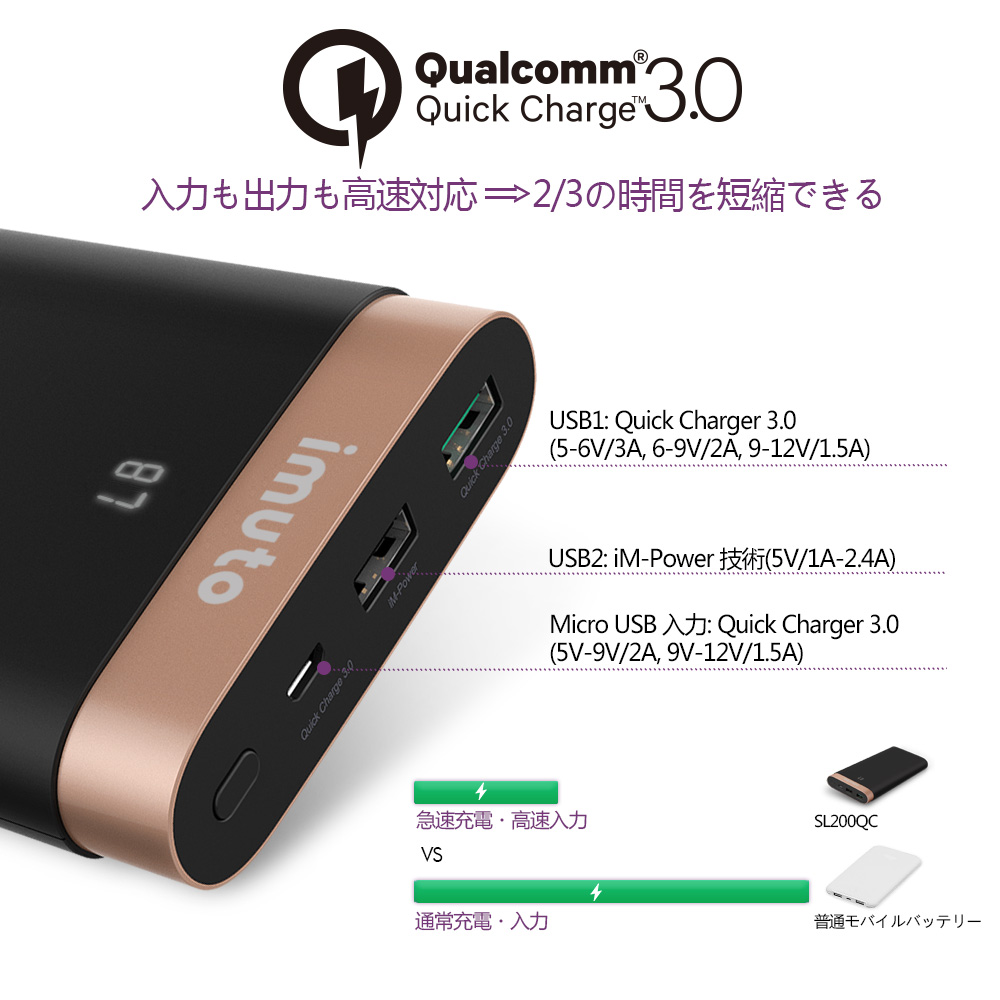 Qualcomm®
Quick Charge™ 3.0
入力も出力も高速対応⇒2/3の時間を短縮できる
87
imuto
Quick Charge 3.0
iM-Power
Quick Charge 3.0
USB1: Quick Charger 3.0
(5-6V/3A, 6-9V/2A, 9-12V/1.5A)
USB2: iM-Power 技術(5V/1A-2.4A)
Micro USB 入力: Quick Charger 3.0
(5V-9V/2A, 9V-12V/1.5A)
急速充電・高速入力
SL200QC
VS
通常充電・入力
普通モバイルバッテリー